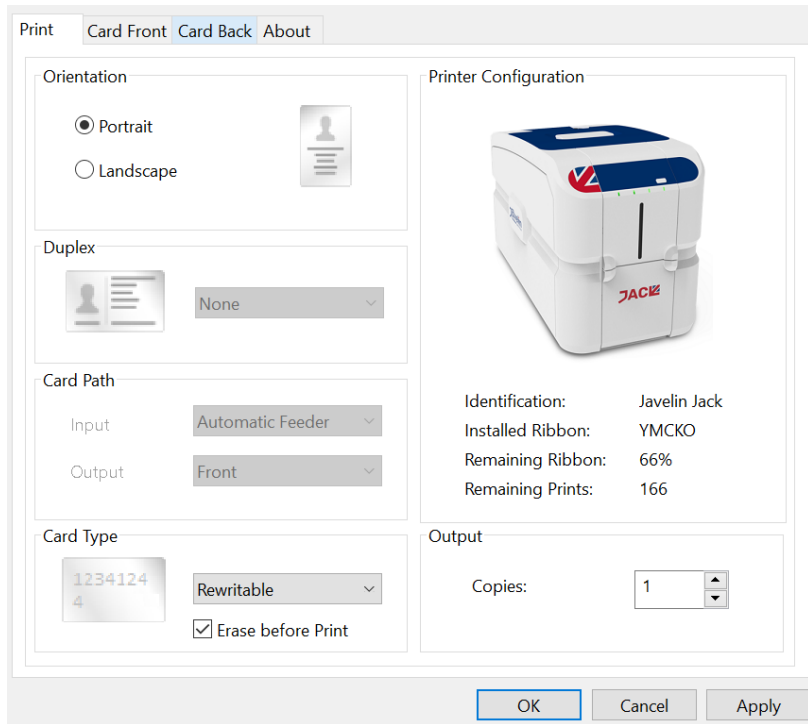 Print Card Front Card Back About
Orientation
Portrait
Landscape
Duplex
None
Card Path
Input Automatic Feeder
Output Front
Card Type
1234124
4
Rewritable
Erase before Print
Printer Configuration
JACK
Identification: Javelin Jack
Installed Ribbon: YMCKO
Remaining Ribbon: 66%
Remaining Prints: 166
Output
Copies: 1
OK Cancel Apply